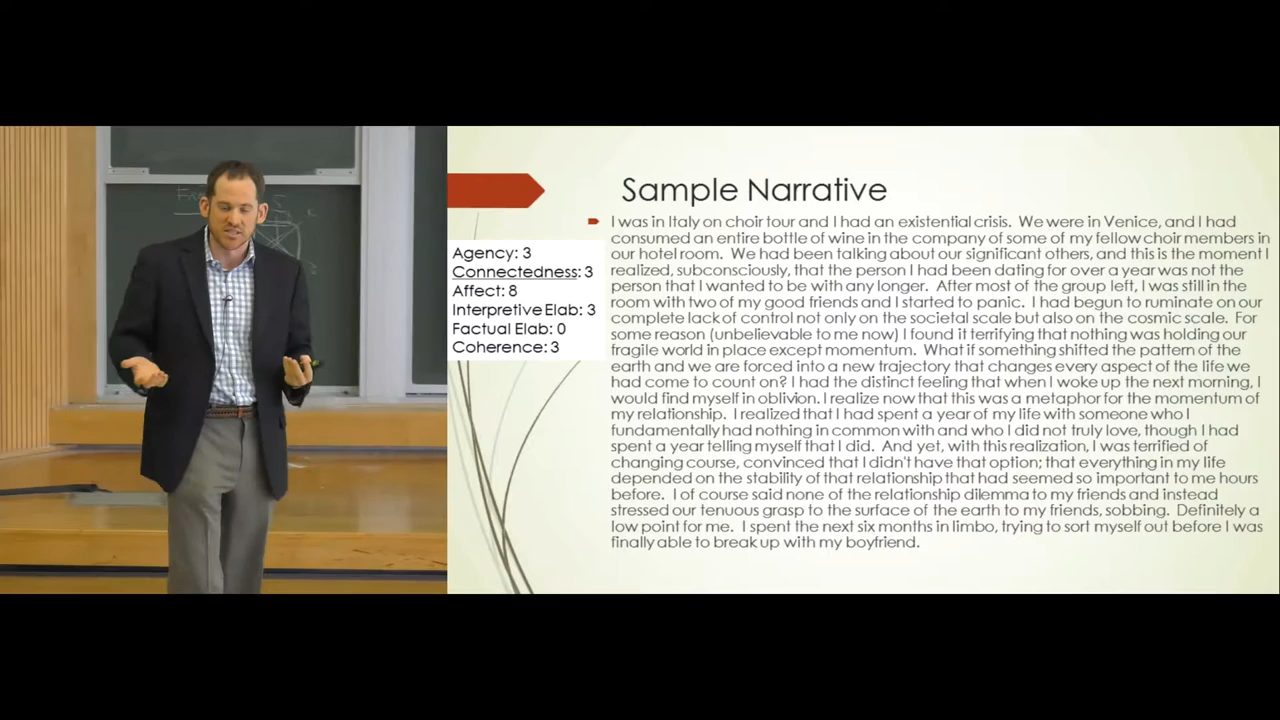 Sample Narrative
Agency: 3
Connectedness: 3
Affect: 8
Interpretive Elab: 3
Factual Elab: 0
Coherence: 3
I was in Italy on choir tour and I had an existential crisis. We were in Venice, and I had
consumed an entire bottle of wine in the company of some of my fellow choir members in
our hotel room. We had been talking about our significant others, and this is the moment I
realized, subconsciously, that the person I had been dating for over a year was not the
person that I wanted to be with any longer. After most of the group left, I was still in the
room with two of my good friends and I started to panic. I had begun to ruminate on our
complete lack of control not only on the societal scale but also on the cosmic scale. For
some reason (unbelievable to me now) I found it terrifying that nothing was holding our
fragile world in place except momentum. What if something shifted the pattern of the
earth and we are forced into a new trajectory that changes every aspect of the life we
had come to count on? I had the distinct feeling that when I woke up the next morning, I
would find myself in oblivion. I realize now that this was a metaphor for the momentum of
my relationship. I realized that I had spent a year of my life with someone who I
fundamentally had nothing in common with and who I did not truly love, though I had
spent a year telling myself that I did. And yet, with this realization, I was terrified of
changing course, convinced that I didn't have that option; that everything in my life
depended on the stability of that relationship that had seemed so important to me hours
before. I of course said none of the relationship dilemma to my friends and instead
stressed our tenuous grasp to the surface of the earth to my friends, sobbing. Definitely a
low point for me. I spent the next six months in limbo, trying to sort myself out before I was
finally able to break up with my boyfriend.